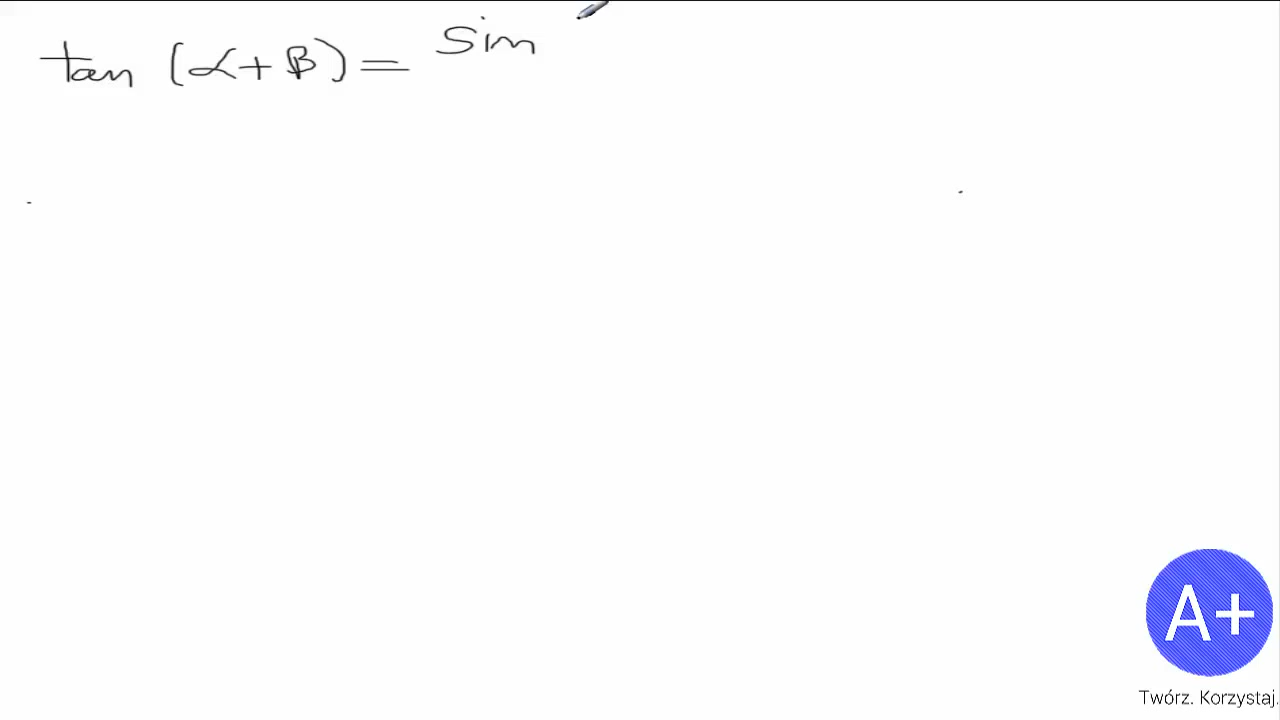 tan (α+β)= sin
A+
Twórz. Korzystaj.